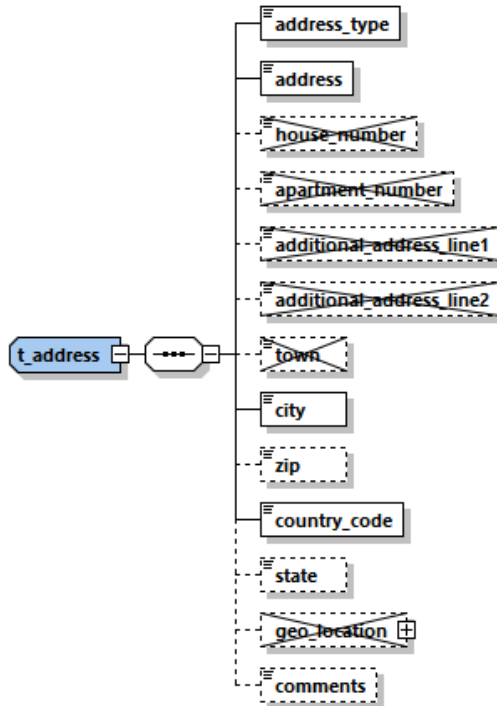 address_type
address
house_number
apartment_number
additional_address_line1
additional_address_line2
t_address
town
city
zip
country_code
state
geo_location
comments